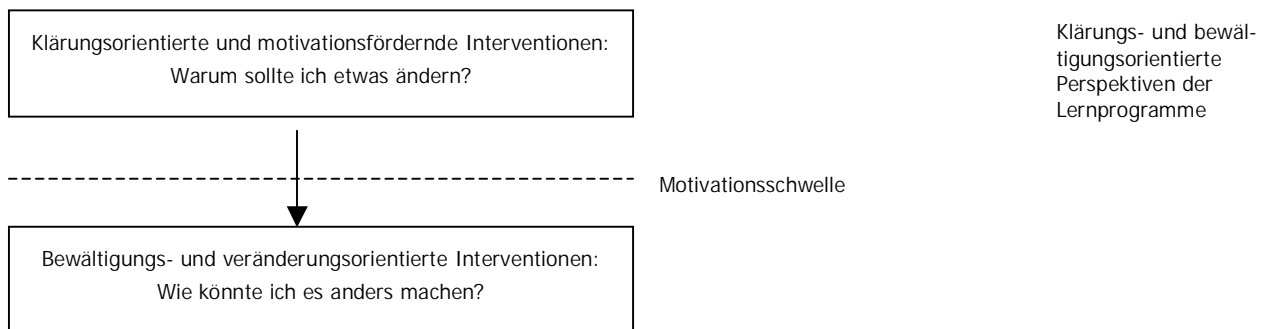 Klärungsorientierte und motivationsfördernde Interventionen:
Warum sollte ich etwas ändern?
Klärungs- und bewäl-
tigungsorientierte
Perspektiven der
Lernprogramme
Motivationsschwelle
Bewältigungs- und veränderungsorientierte Interventionen:
Wie könnte ich es anders machen?